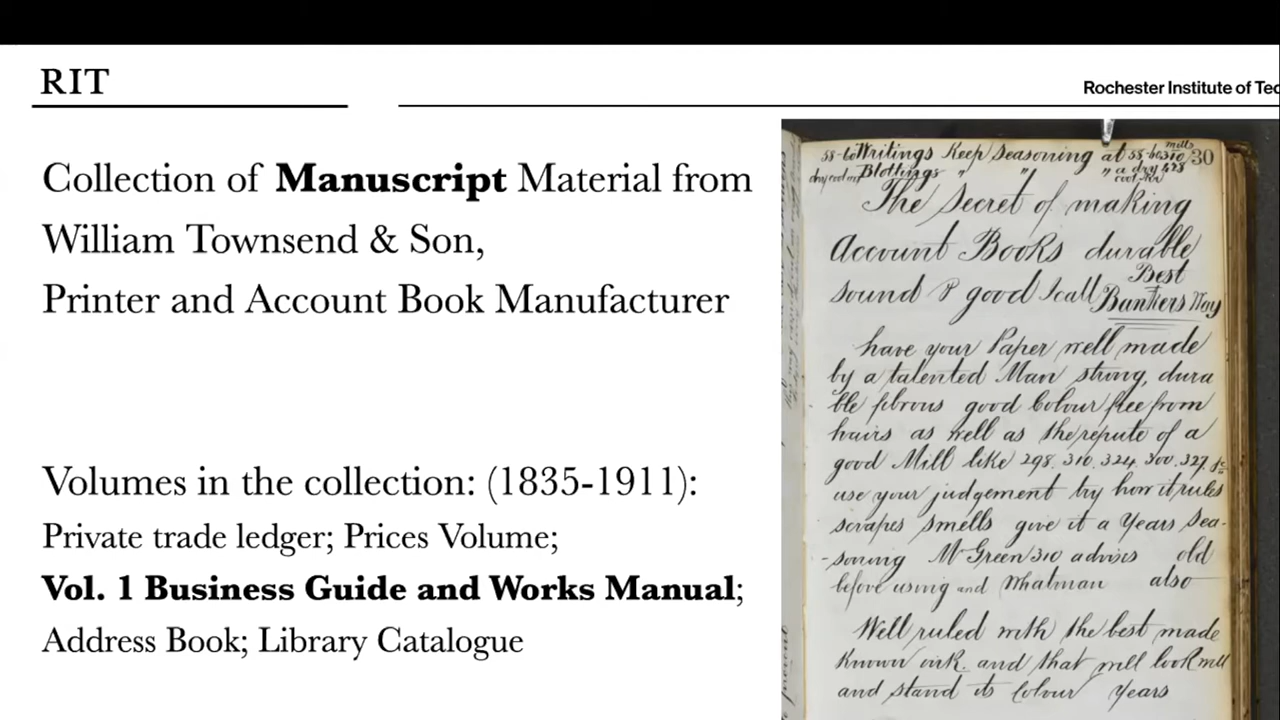 RIT
Rochester Institute of Tec
Collection of Manuscript Material from
William Townsend & Son,
Printer and Account Book Manufacturer
Volumes in the collection: (1835-1911):
Private trade ledger; Prices Volume;
Vol. 1 Business Guide and Works Manual;
Address Book; Library Catalogue
Writings Keep Seasoning at 30
Blottings " "
The Secret of making
Account Books durable
sound & good I call Best
Bankers Way
have your Paper well made
by a talented Man strong, dura
ble fibrous good Colour free from
hairs as well as the repute of a
good Mill like 298. 310. 324. 300. 327.
use your judgement try how it rules
scrapes smells give it a Years Sea-
-soning Mr Green 310 advises old
before using and Whatman also
Well ruled with the best made
Known ink. and that will look well
and stand its Colour Years